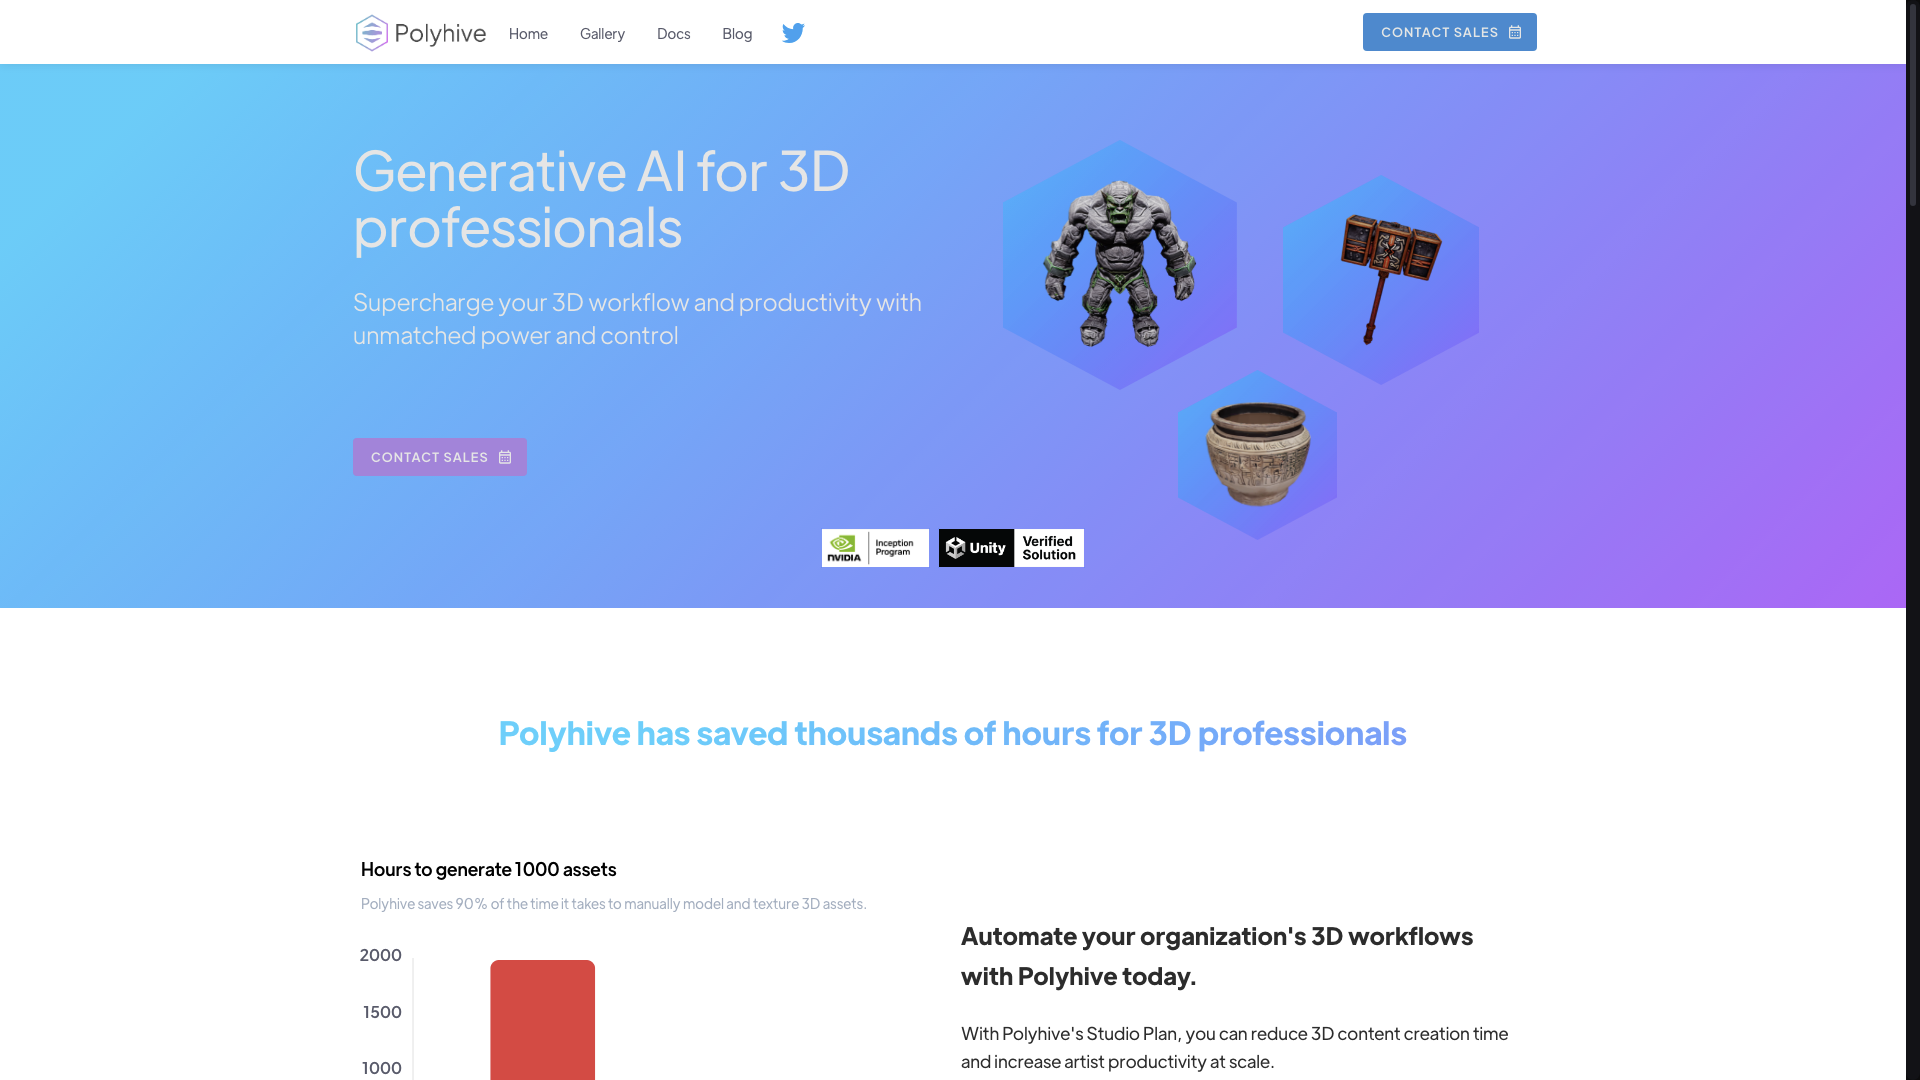 Polyhive
Home
Gallery
Docs
Blog
CONTACT SALES
Generative AI for 3D
professionals
Supercharge your 3D workflow and productivity with
unmatched power and control
CONTACT SALES
NVIDIA
Inception
Program
Unity
Verified
Solution
Polyhive has saved thousands of hours for 3D professionals
Hours to generate 1000 assets
Polyhive saves 90% of the time it takes to manually model and texture 3D assets.
2000
1500
1000
Automate your organization's 3D workflows
with Polyhive today.
With Polyhive's Studio Plan, you can reduce 3D content creation time
and increase artist productivity at scale.